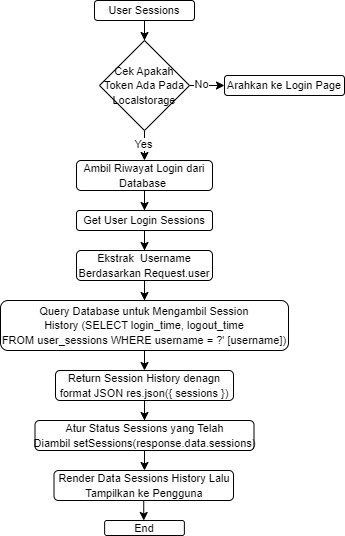 User Sessions
Cek Apakah
Token Ada Pada
Localstorage
No
Arahkan ke Login Page
Yes
Ambil Riwayat Login dari
Database
Get User Login Sessions
Ekstrak Username
Berdasarkan Request.user
Query Database untuk Mengambil Session
History (SELECT login_time, logout_time
FROM user_sessions WHERE username = ?' [username])
Return Session History denagn
format JSON res.json({ sessions })
Atur Status Sessions yang Telah
Diambil setSessions(response.data.sessions)
Render Data Sessions History Lalu
Tampilkan ke Pengguna
End